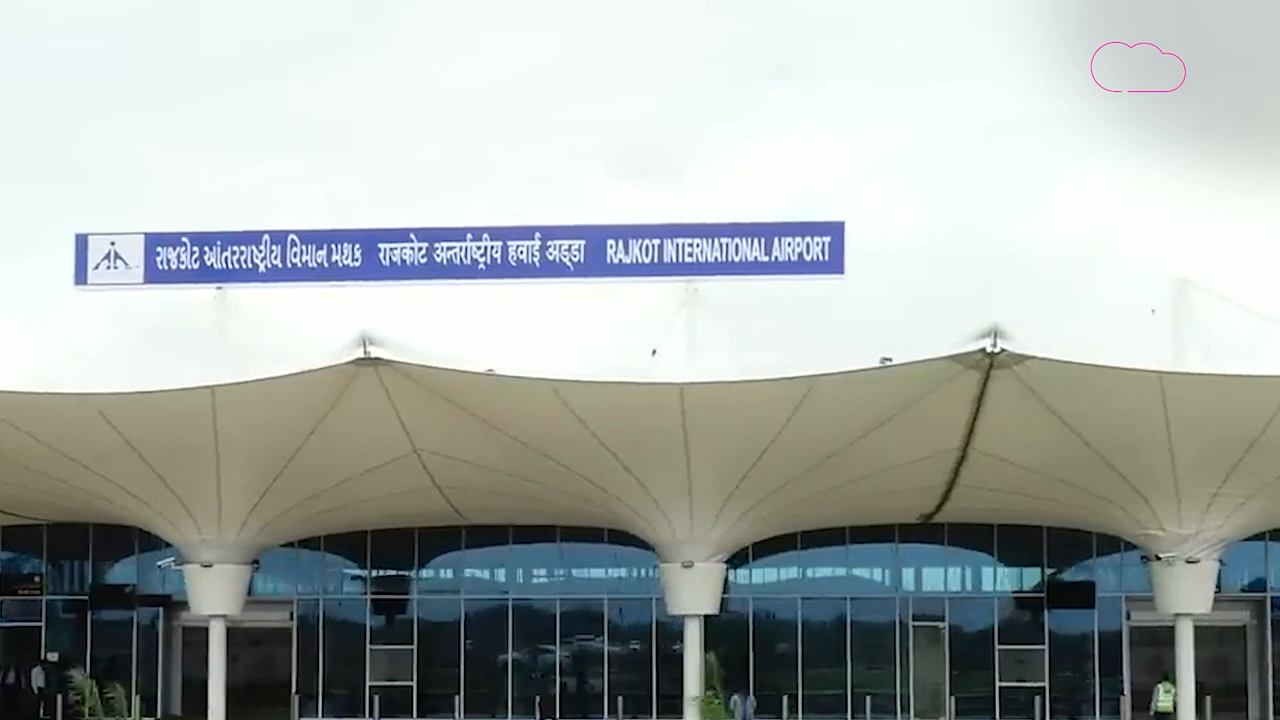 રાજકોટ આંતરરાષ્ટ્રીય વિમાન મથક राजकोट अन्तर्राष्ट्रीय हवाई अड्डा RAJKOT INTERNATIONAL AIRPORT